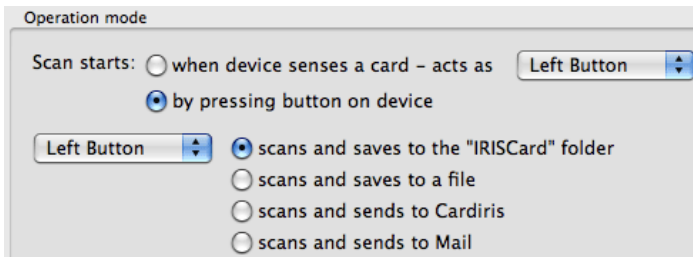 Operation mode
Scan starts: when device senses a card – acts as Left Button
by pressing button on device
Left Button scans and saves to the "IRISCard" folder
scans and saves to a file
scans and sends to Cardiris
scans and sends to Mail